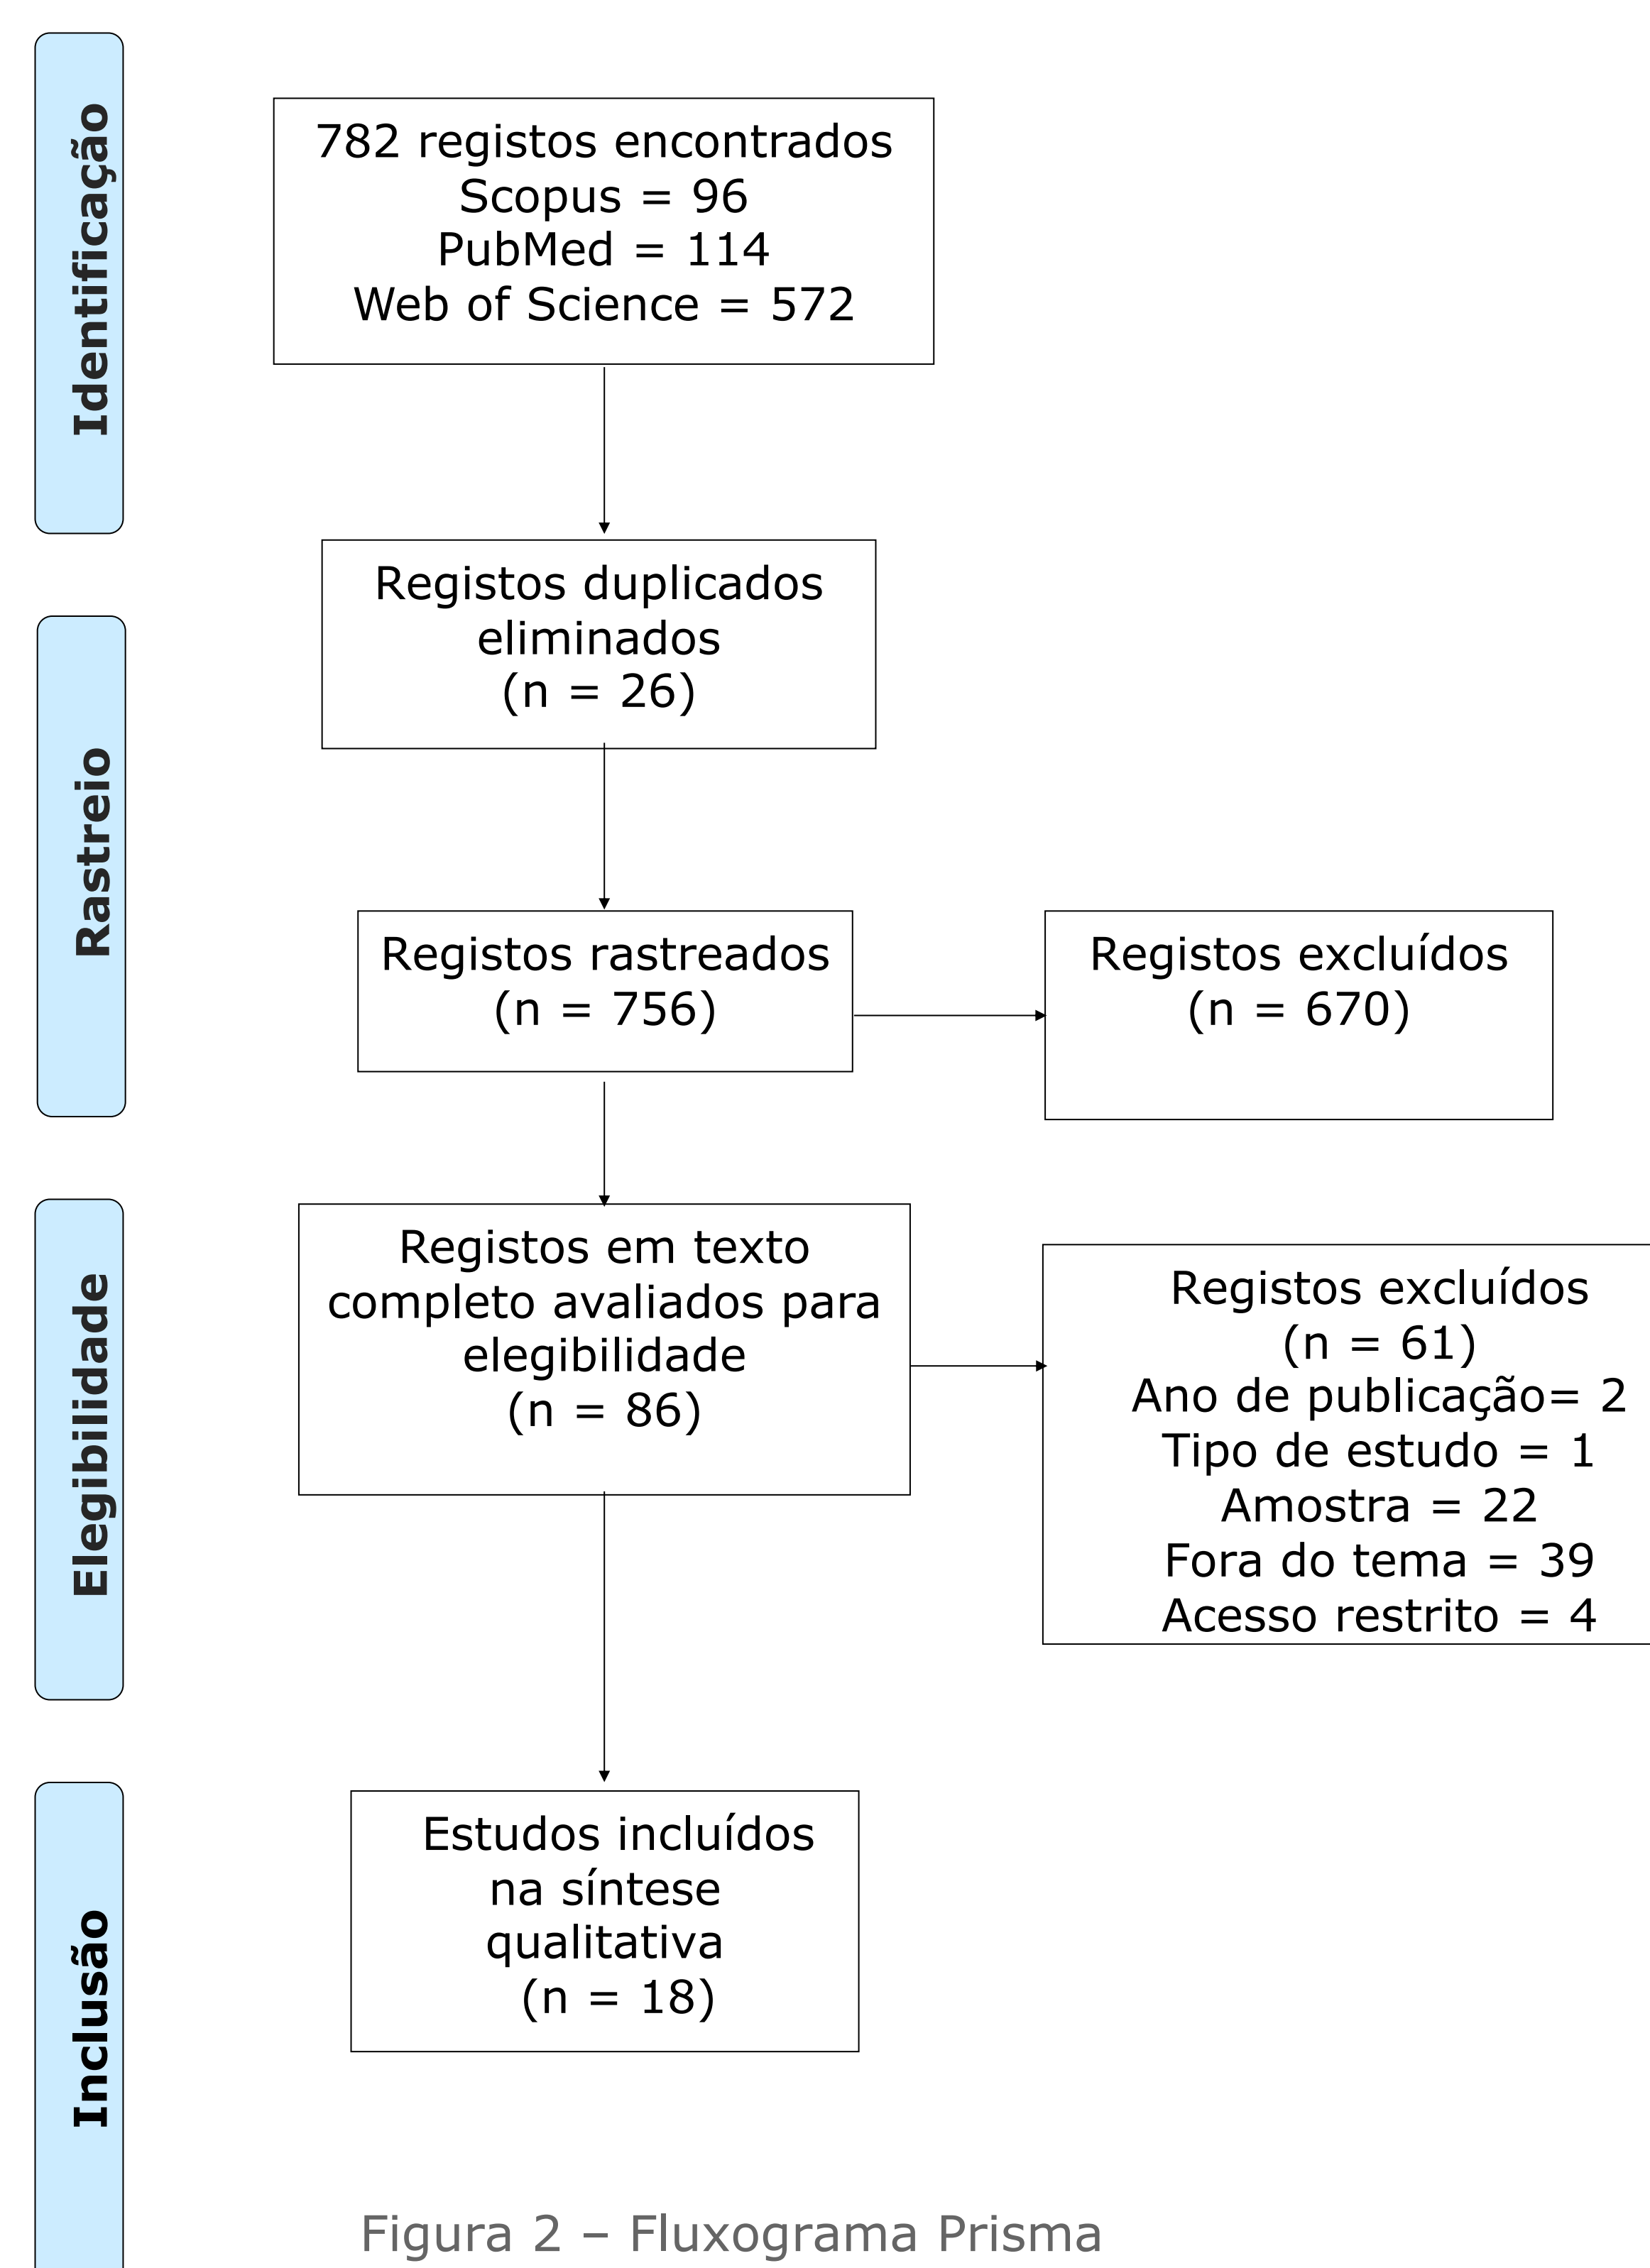 Identificação
782 registos encontrados
Scopus = 96
PubMed = 114
Web of Science = 572
Registos duplicados
eliminados
(n = 26)
Rastreio
Registos rastreados
(n = 756)
Registos excluídos
(n = 670)
Elegibilidade
Registos em texto
completo avaliados para
elegibilidade
(n = 86)
Registos excluídos
(n = 61)
Ano de publicação= 2
Tipo de estudo = 1
Amostra = 22
Fora do tema = 39
Acesso restrito = 4
Inclusão
Estudos incluídos
na síntese
qualitativa
(n = 18)
Figura 2 – Fluxograma Prisma